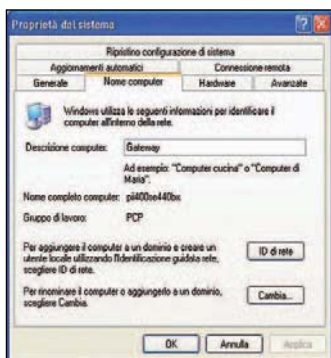 Proprietà del sistema
Ripristino configurazione di sistema
Aggiornamenti automatici Connessione remota
Generale Nome computer Hardware Avanzate
Windows utilizza le seguenti informazioni per identificare il
computer all'interno della rete.
Descrizione computer: Gateway
Ad esempio: "Computer cucina" o "Computer di
Maria".
Nome completo computer: pii400se440bx.
Gruppo di lavoro: PCP
Per aggiungere il computer a un dominio e creare un
utente locale utilizzando l'Identificazione guidata rete,
scegliere ID di rete.
ID di rete
Per rinominare il computer o aggiungerlo a un dominio,
scegliere Cambia.
Cambia...
OK Annulla Applica